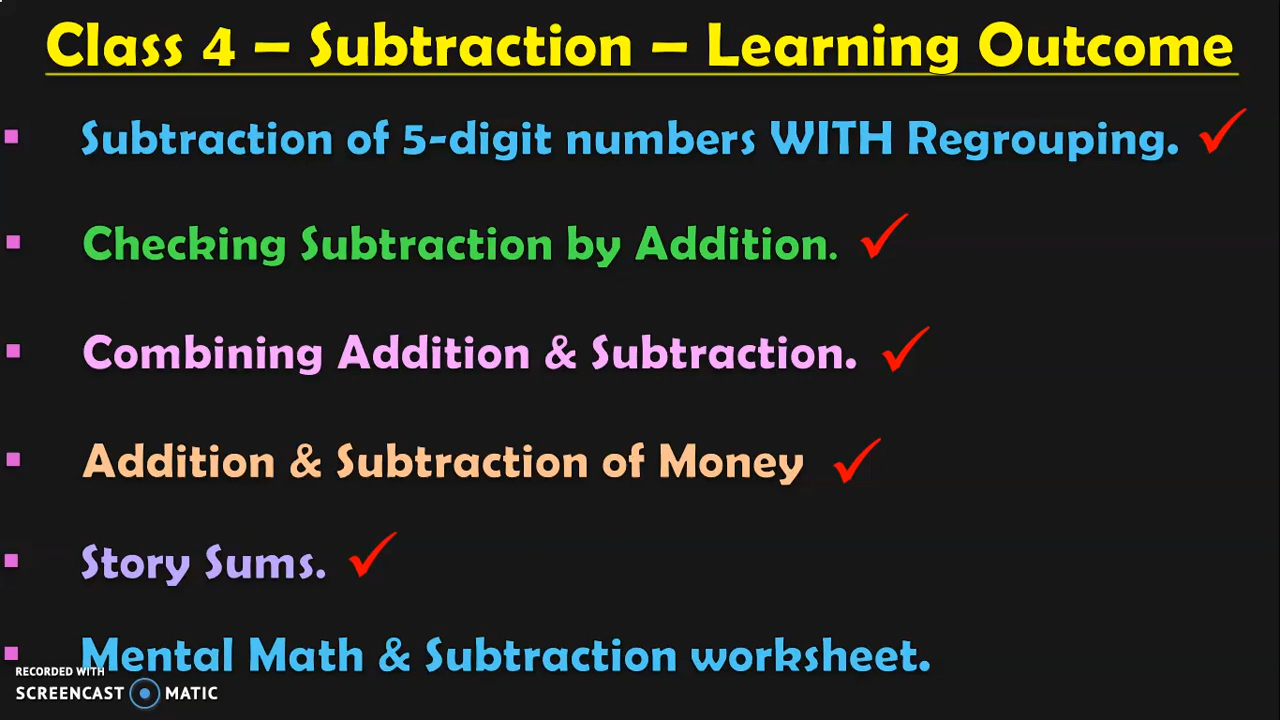 Class 4 – Subtraction – Learning Outcome
▪ Subtraction of 5-digit numbers WITH Regrouping. ✓
▪ Checking Subtraction by Addition. ✓
▪ Combining Addition & Subtraction. ✓
▪ Addition & Subtraction of Money ✓
▪ Story Sums. ✓
▪ Mental Math & Subtraction worksheet.
RECORDED WITH
SCREENCAST MATIC